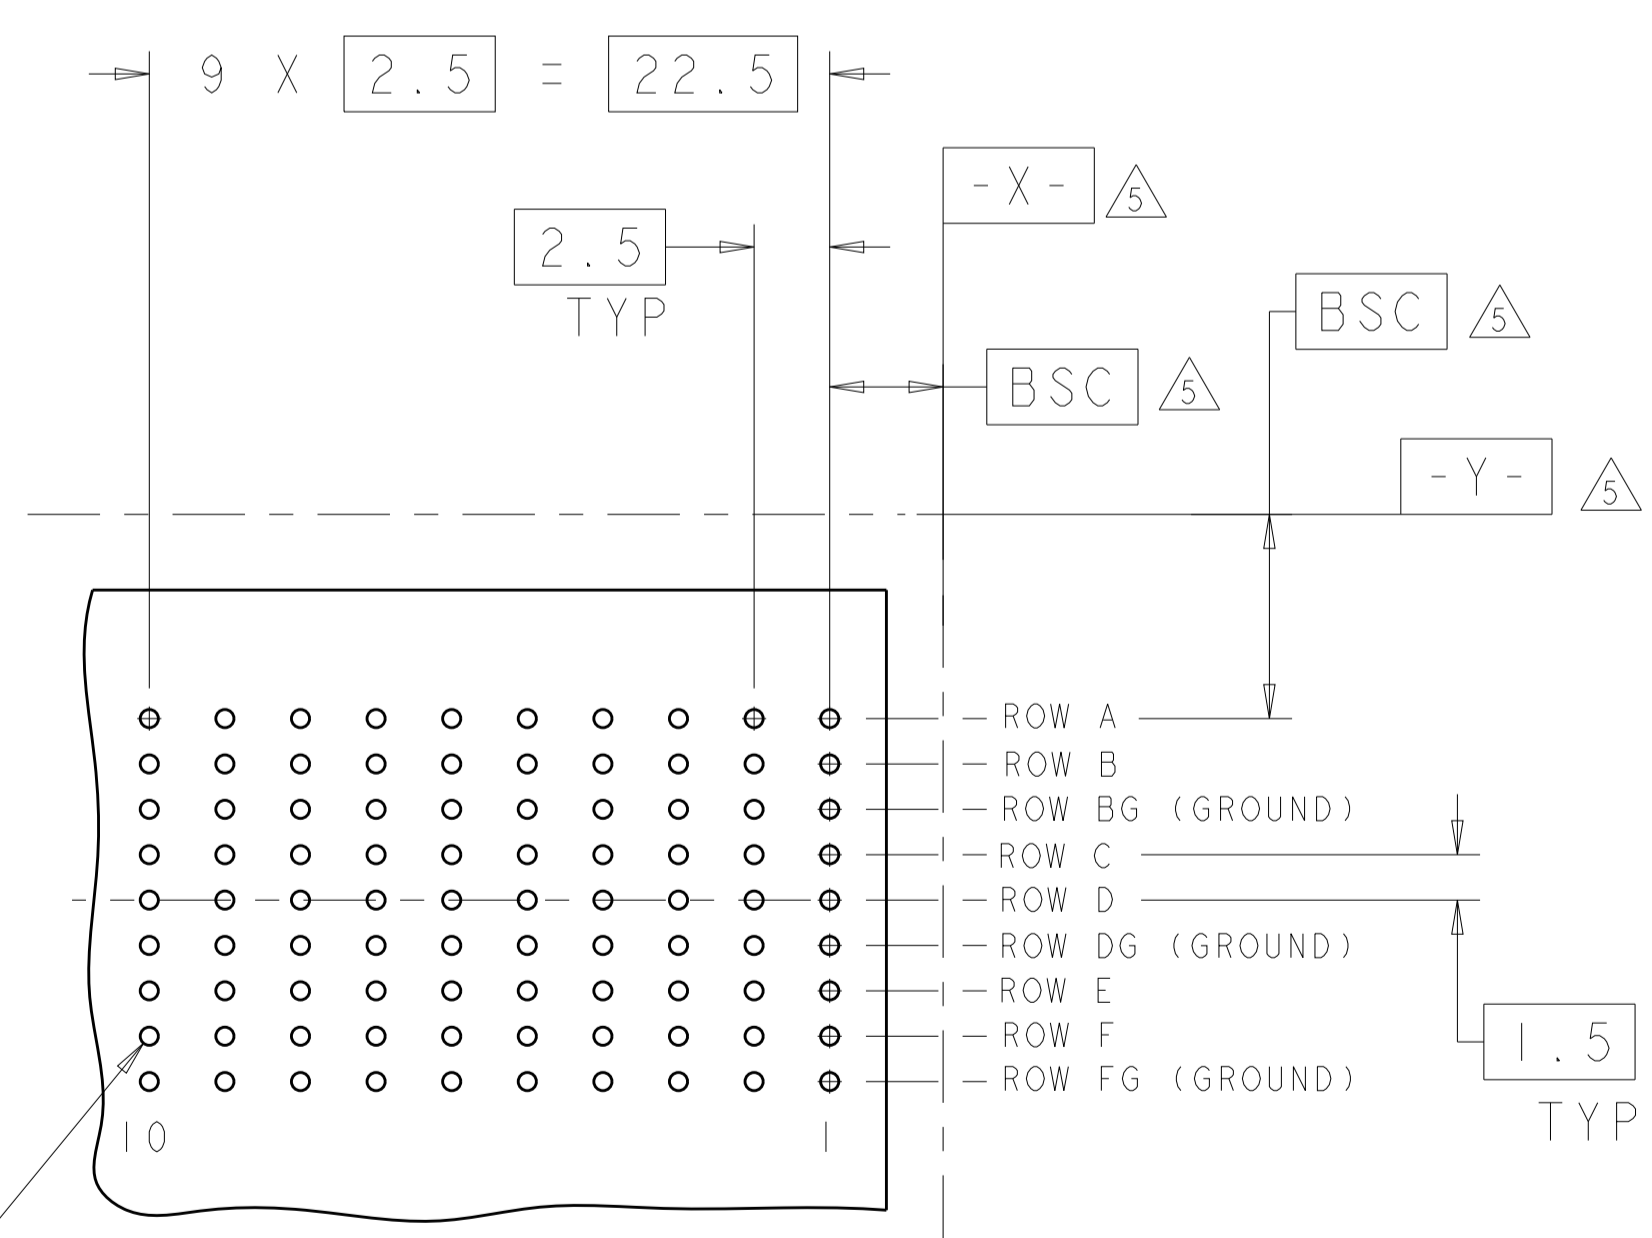 9 X 2.5 = 22.5
-X- 5
2.5
TYP
BSC 5
BSC 5
-Y- 5
ROW A
ROW B
ROW BG (GROUND)
ROW C
ROW D
ROW DG (GROUND)
ROW E
ROW F
1.5
ROW FG (GROUND)
TYP
10 1